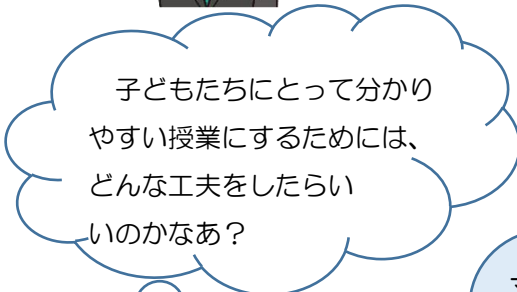 子どもたちにとって分かり
やすい授業にするためには、
どんな工夫をしたらい
いのかなあ？